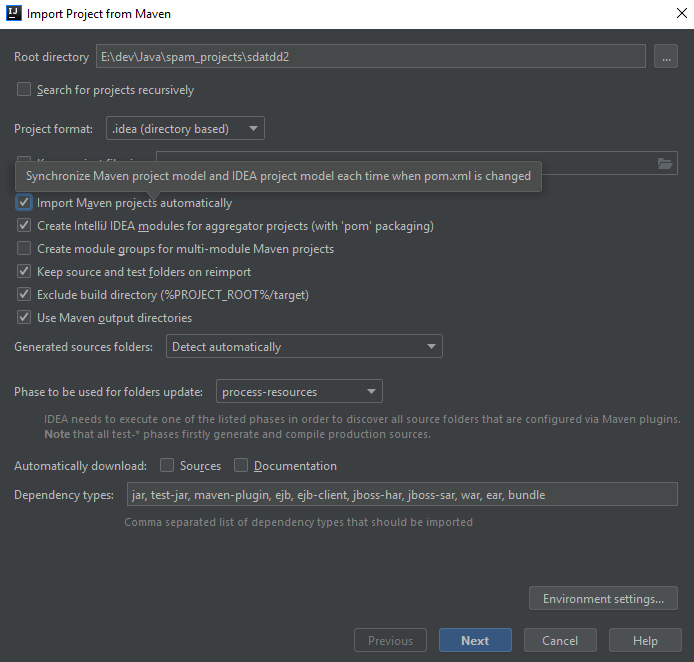 IJ Import Project from Maven
Root directory E:\dev\Java\spam_projects\sdatdd2 ...
Search for projects recursively
Project format: .idea (directory based)
Synchronize Maven project model and IDEA project model each time when pom.xml is changed
Import Maven projects automatically
Create IntelliJ IDEA modules for aggregator projects (with 'pom' packaging)
Create module groups for multi-module Maven projects
Keep source and test folders on reimport
Exclude build directory (%PROJECT_ROOT%/target)
Use Maven output directories
Generated sources folders: Detect automatically
Phase to be used for folders update: process-resources
IDEA needs to execute one of the listed phases in order to discover all source folders that are configured via Maven plugins.
Note that all test-* phases firstly generate and compile production sources.
Automatically download: Sources Documentation
Dependency types: jar, test-jar, maven-plugin, ejb, ejb-client, jboss-har, jboss-sar, war, ear, bundle
Comma separated list of dependency types that should be imported
Environment settings...
Previous Next Cancel Help